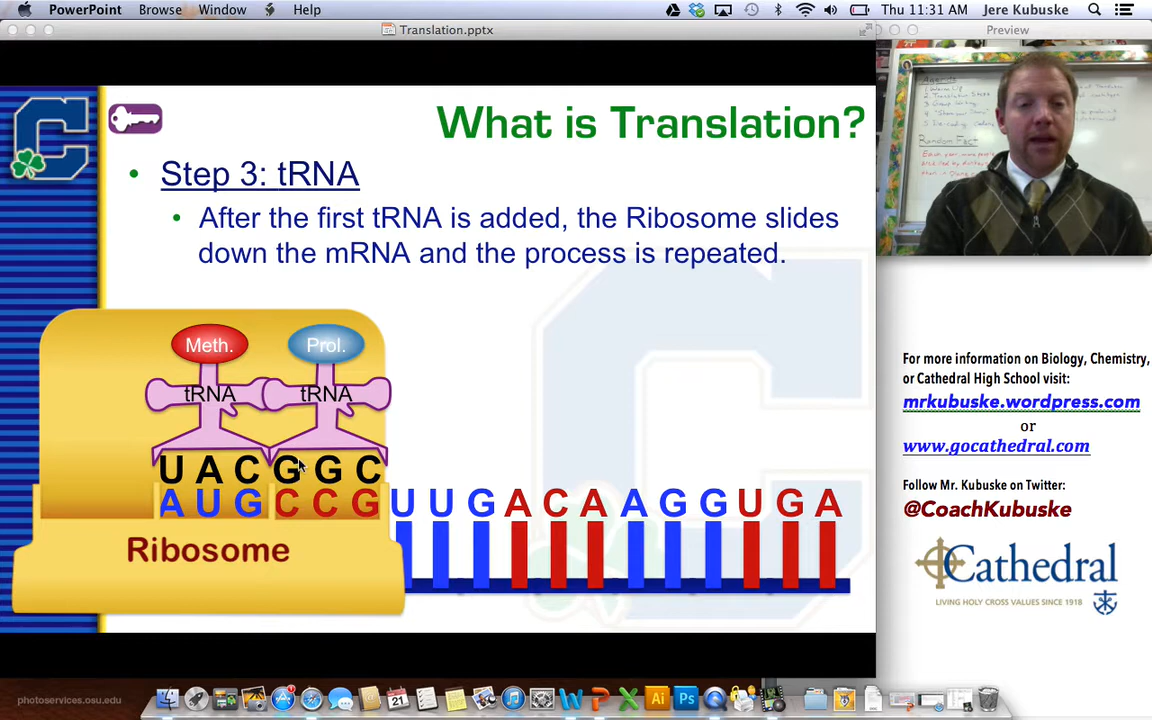 PowerPoint Browse Window Help Thu 11:31 AM Jere Kubuske
Translation.pptx
Preview
What is Translation?
• Step 3: tRNA
• After the first tRNA is added, the Ribosome slides
down the mRNA and the process is repeated.
Meth. Prol.
tRNA tRNA
U A C G G C
A U G C C G U U G A C A A G G U G A
Ribosome
Agenda
Random Fact
For more information on Biology, Chemistry,
or Cathedral High School visit:
mrkubuske.wordpress.com
or
www.gocathedral.com
Follow Mr. Kubuske on Twitter:
@CoachKubuske
Cathedral
LIVING HOLY CROSS VALUES SINCE 1918
photoservices.osu.edu